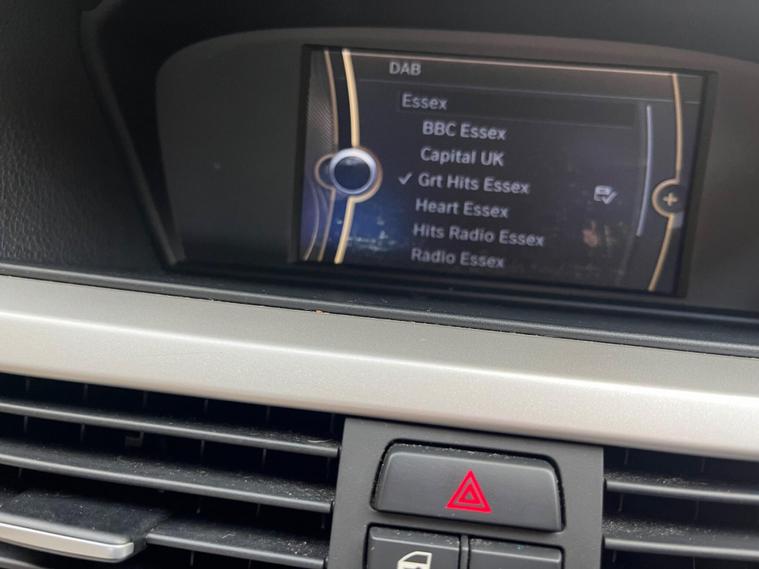 DAB
Essex
BBC Essex
Capital UK
Grt Hits Essex
Heart Essex
Hits Radio Essex
Radio Essex